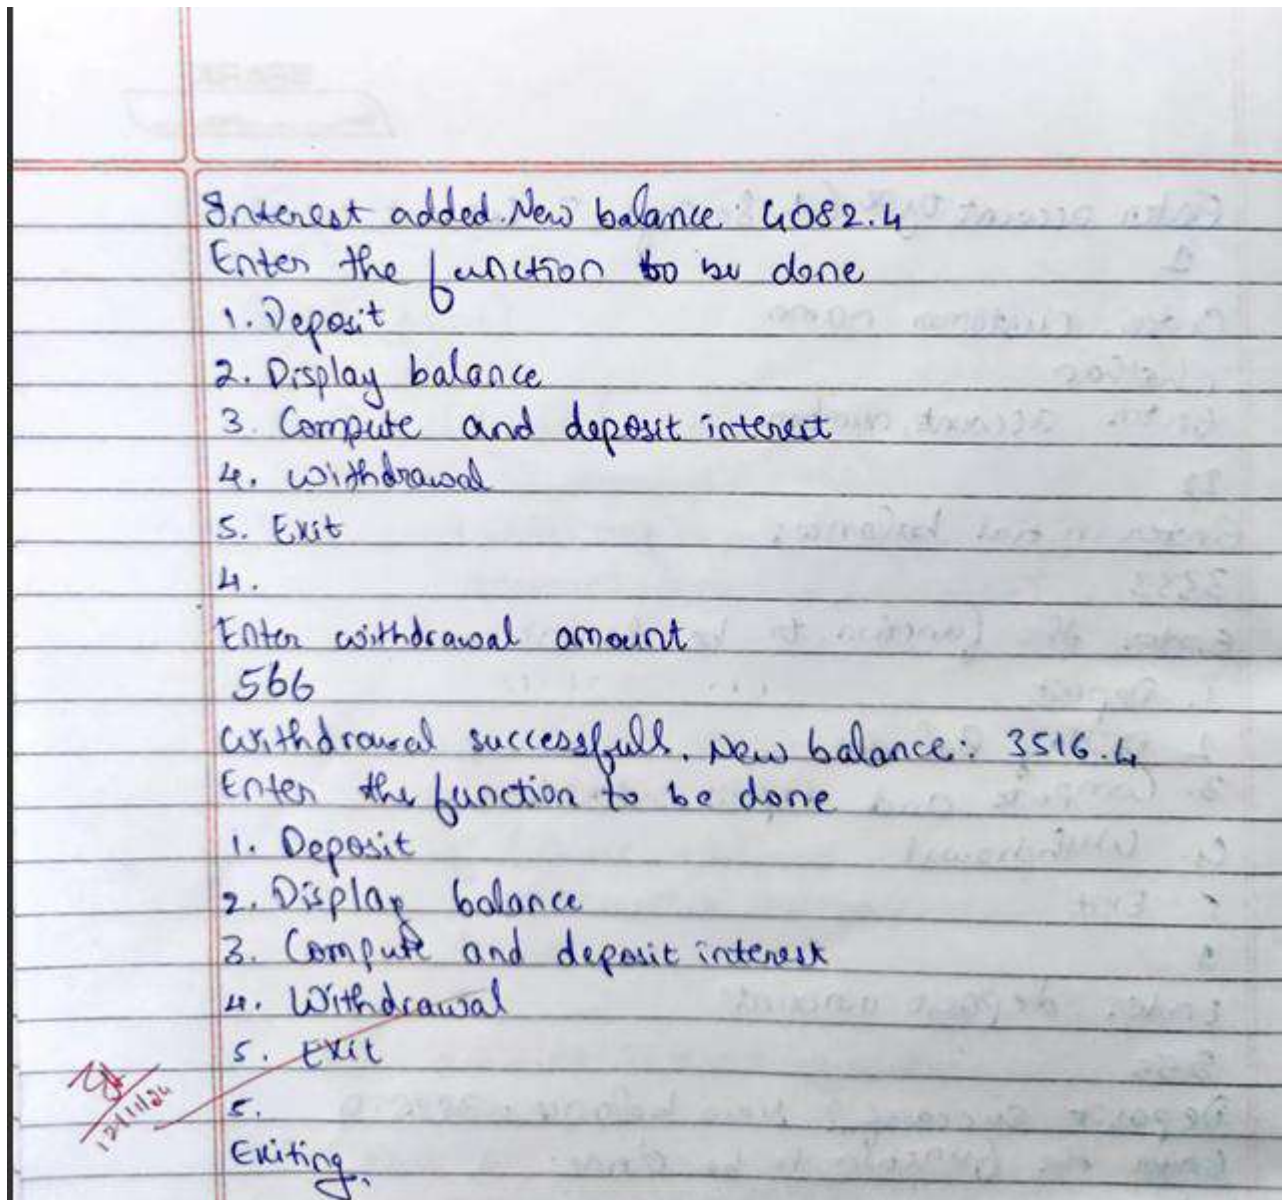 Interest added. New balance: 4082.4
Enter the function to be done
1. Deposit
2. Display balance
3. Compute and deposit interest
4. Withdrawal
5. Exit
4.
Enter withdrawal amount
566
Withdrawal successfull. New balance: 3516.4
Enter the function to be done
1. Deposit
2. Display balance
3. Compute and deposit interest
4. Withdrawal
5. Exit
5.
Exiting.
12/11/24